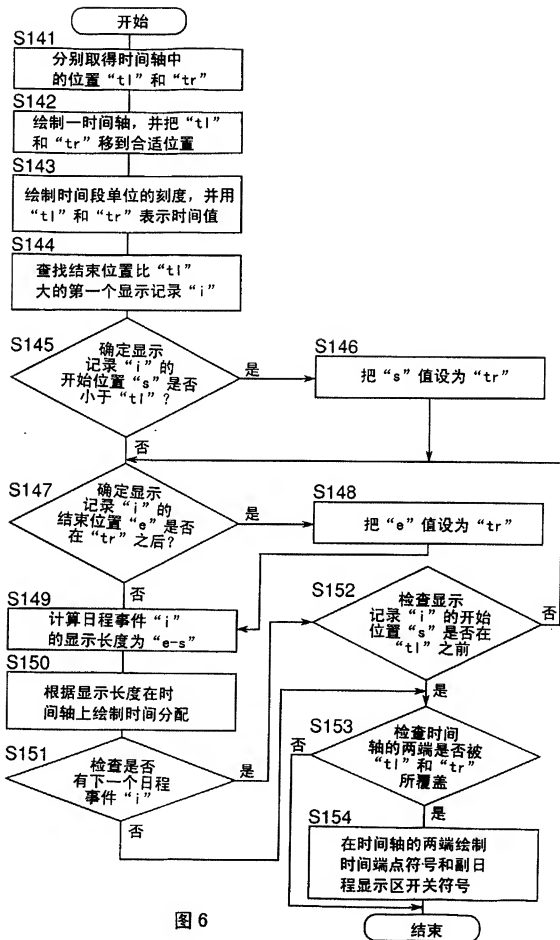 开始
S141
分别取得时间轴中
的位置“tl”和“tr”
S142
绘制一时间轴，并把“tl”
和“tr”移到合适位置
S143
绘制时间段单位的刻度，并用
“tl”和“tr”表示时间值
S144
查找结束位置比“tl”
大的第一个显示记录“i”
S145
确定显示
记录“i”的
开始位置“s”是否
小于“tl”？
是
S146
把“s”值设为“tr”
否
S147
确定显示
记录“i”的
结束位置“e”是否
在“tr”之后？
是
S148
把“e”值设为“tr”
否
S149
计算日程事件“i”
的显示长度为“e-s”
S150
根据显示长度在时
间轴上绘制时间分配
S151
检查是否
有下一个日程
事件“i”
是
否
S152
检查显示
记录“i”的开始
位置“s”是否在
“tl”之前
否
是
S153
检查时间
轴的两端是否被
“tl”和“tr”
所覆盖
否
是
S154
在时间轴的两端绘制
时间端点符号和副日
程显示区开关符号
结束
图 6